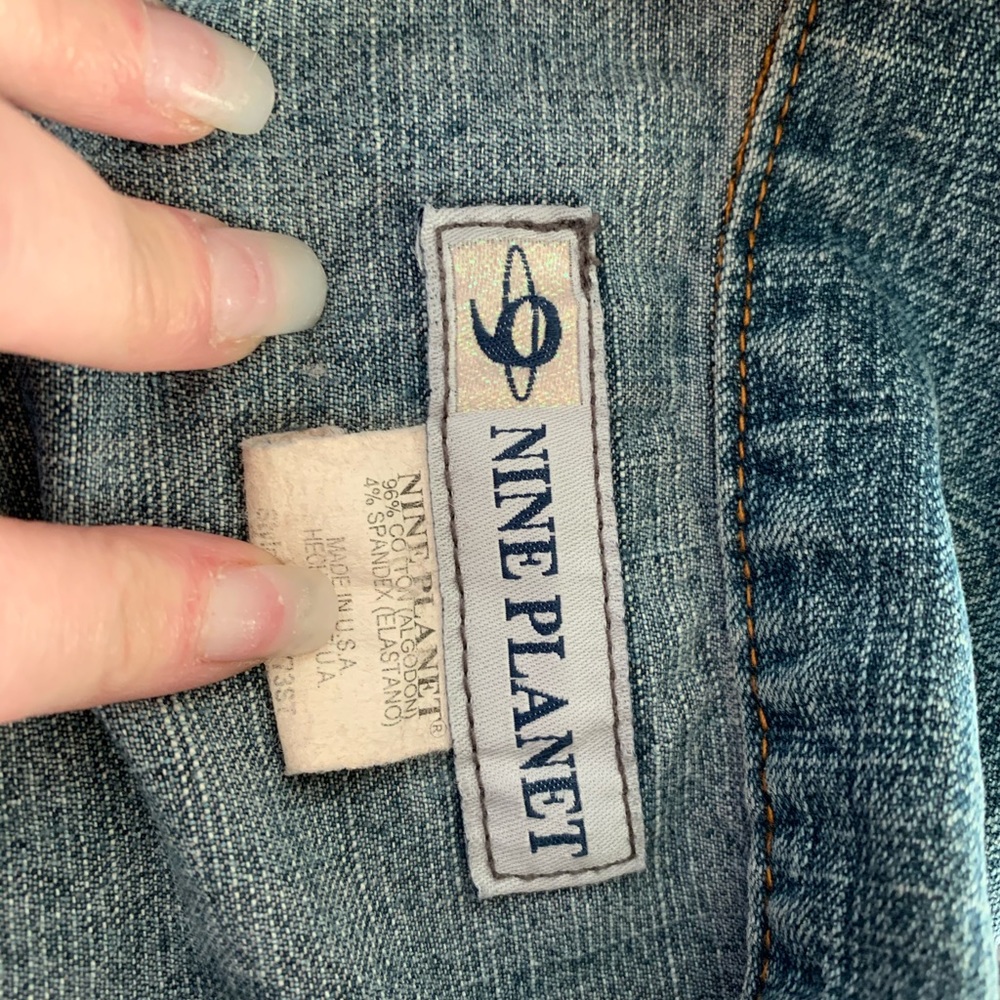 NINE PLANET
NINE PLANET®
96% COTTON (ALGODON)
4% SPANDEX (ELASTANO)
MADE IN U.S.A.